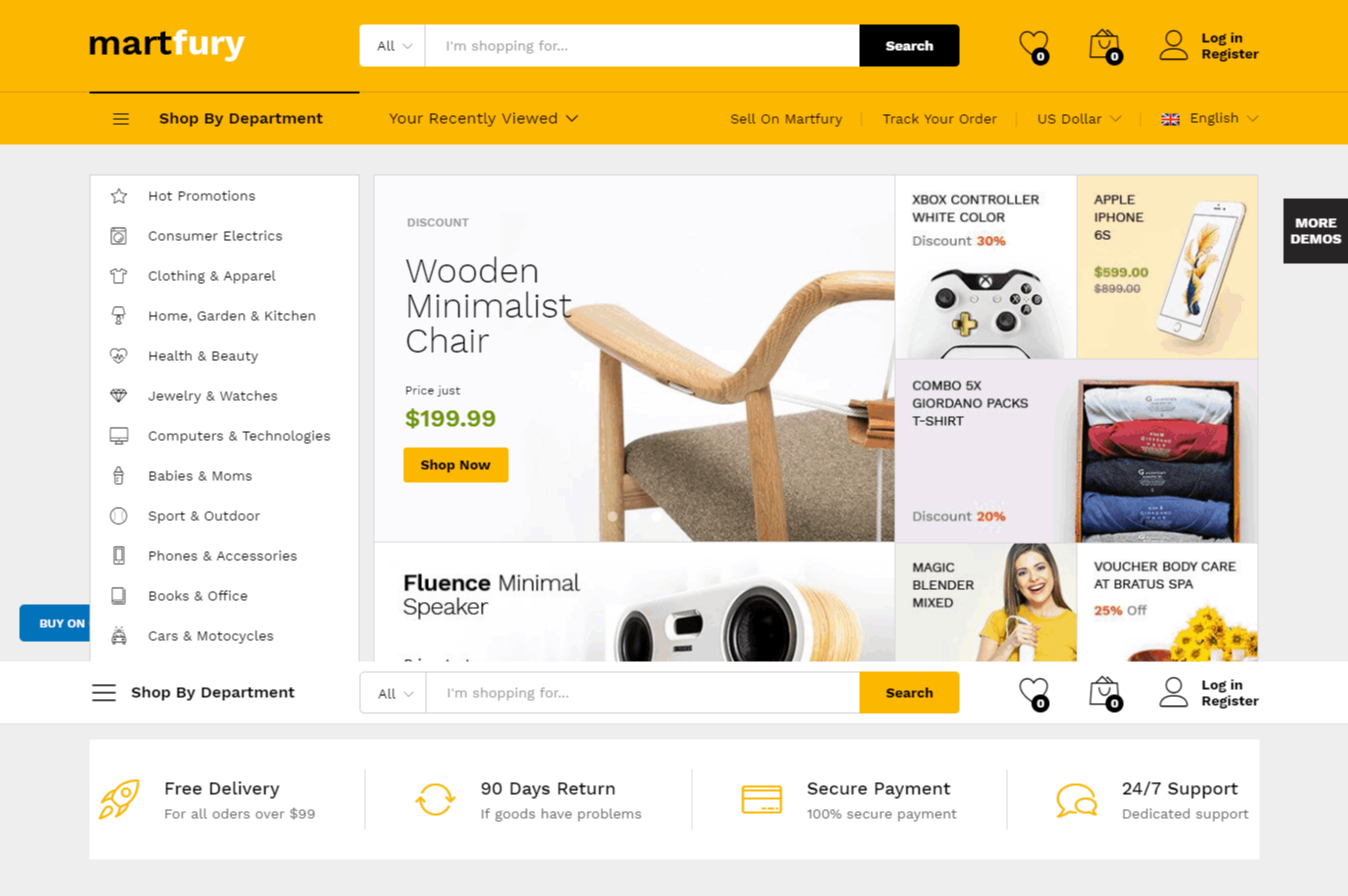 martfury
All
I'm shopping for...
Search
0
0
Log in
Register
Shop By Department
Your Recently Viewed
Sell On Martfury
Track Your Order
US Dollar
English
Hot Promotions
Consumer Electrics
Clothing & Apparel
Home, Garden & Kitchen
Health & Beauty
Jewelry & Watches
Computers & Technologies
Babies & Moms
Sport & Outdoor
Phones & Accessories
Books & Office
Cars & Motocycles
BUY ON
DISCOUNT
Wooden
Minimalist
Chair
Price just
$199.99
Shop Now
XBOX CONTROLLER
WHITE COLOR
Discount 30%
APPLE
IPHONE
6S
$599.00
$899.00
MORE
DEMOS
COMBO 5X
GIORDANO PACKS
T-SHIRT
Discount 20%
Fluence Minimal
Speaker
MAGIC
BLENDER
MIXED
VOUCHER BODY CARE
AT BRATUS SPA
25% Off
Shop By Department
All
I'm shopping for...
Search
0
0
Log in
Register
Free Delivery
For all oders over $99
90 Days Return
If goods have problems
Secure Payment
100% secure payment
24/7 Support
Dedicated support